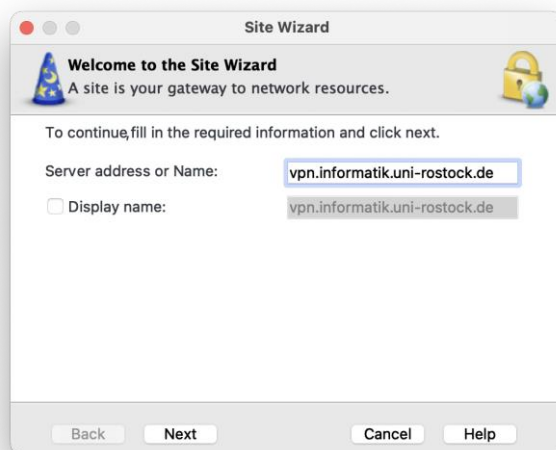 Site Wizard
Welcome to the Site Wizard
A site is your gateway to network resources.
To continue,fill in the required information and click next.
Server address or Name: vpn.informatik.uni-rostock.de
Display name: vpn.informatik.uni-rostock.de
Back Next Cancel Help